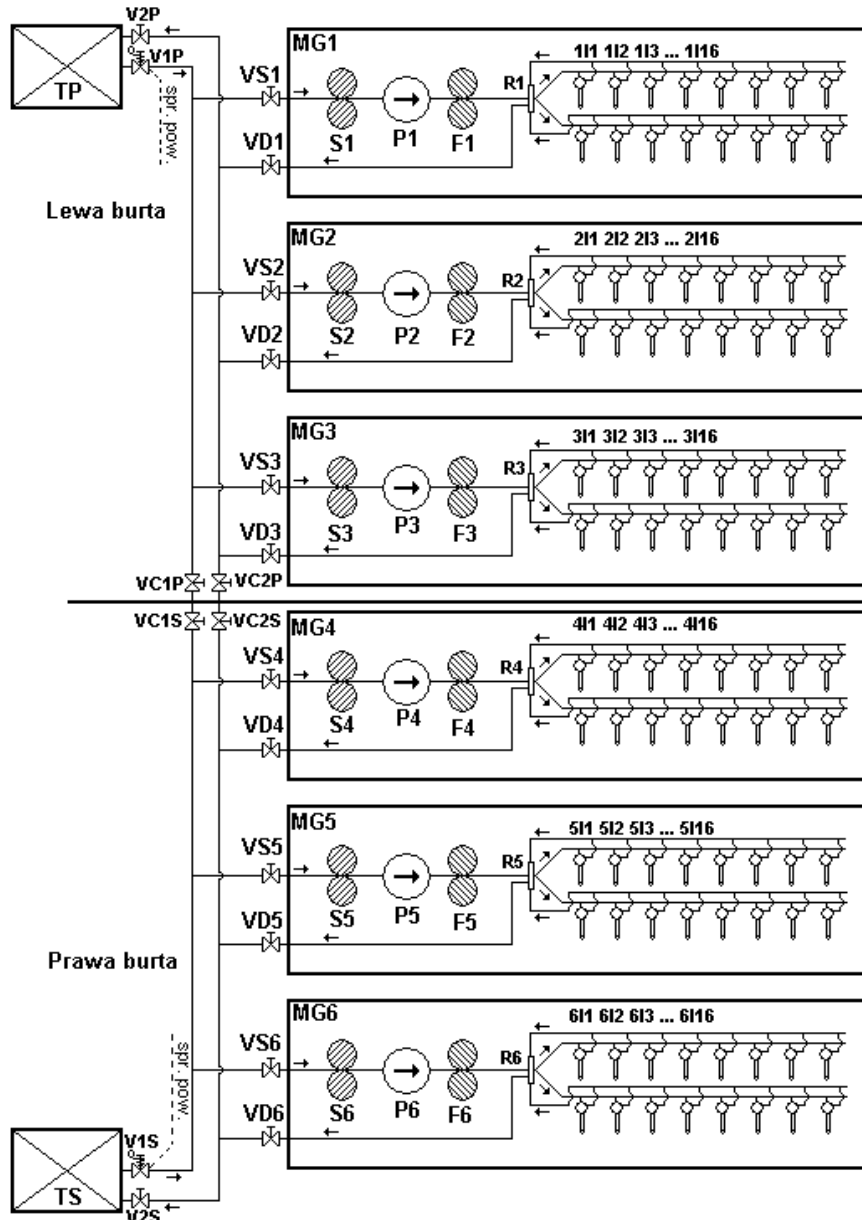 V2P
V1P
TP
spr. pow.
MG1
1I1 1I2 1I3 ... 1I16
VS1
R1
S1 P1 F1
VD1
Lewa burta
MG2
2I1 2I2 2I3 ... 2I16
VS2
R2
S2 P2 F2
VD2
MG3
3I1 3I2 3I3 ... 3I16
VS3
R3
S3 P3 F3
VD3
VC1P VC2P
VC1S VC2S
MG4
4I1 4I2 4I3 ... 4I16
VS4
R4
S4 P4 F4
VD4
MG5
5I1 5I2 5I3 ... 5I16
VS5
R5
S5 P5 F5
VD5
Prawa burta
MG6
6I1 6I2 6I3 ... 6I16
VS6
R6
S6 P6 F6
VD6
spr. pow.
V1S
TS
V2S